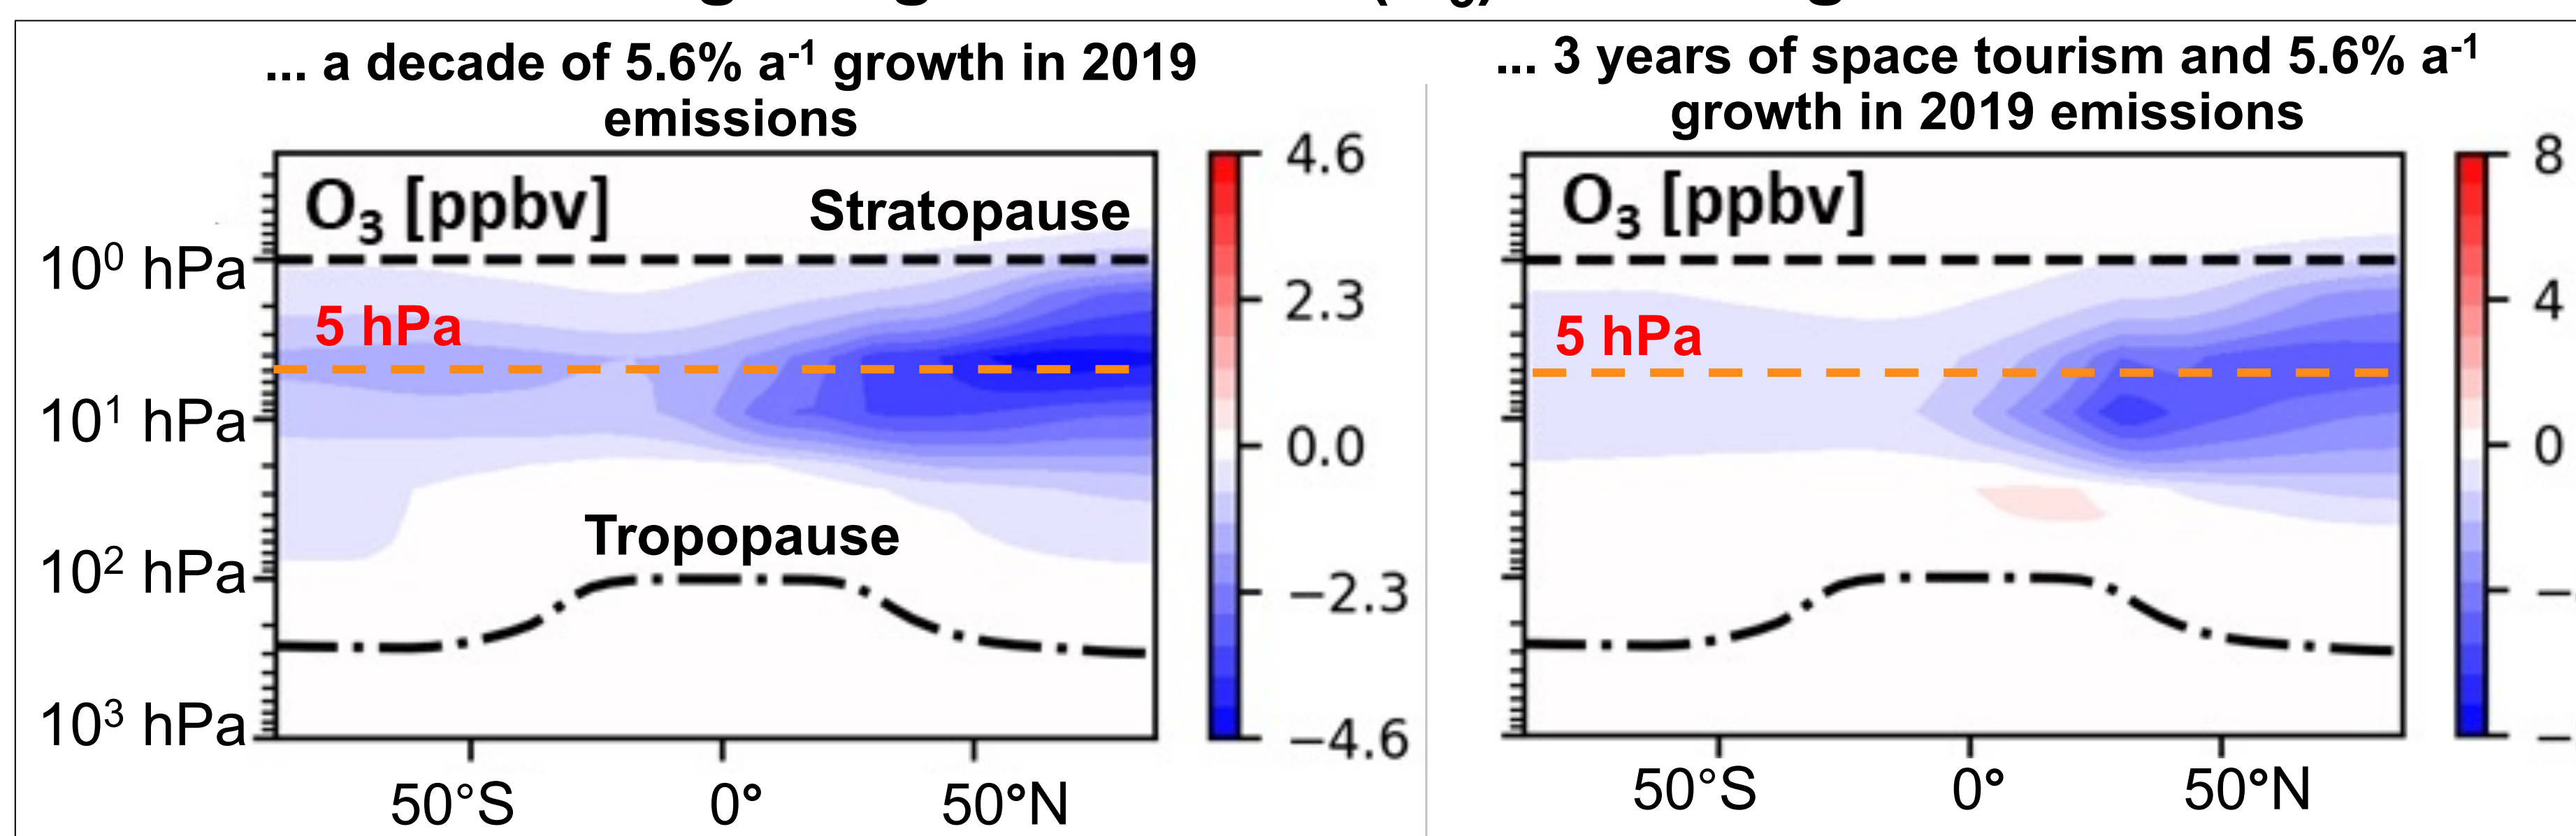 ... a decade of 5.6% a-1 growth in 2019
emissions
O3 [ppbv]
Stratopause
5 hPa
Tropopause
10⁰ hPa
10¹ hPa
10² hPa
10³ hPa
50°S 0° 50°N
4.6
2.3
0.0
−2.3
−4.6
... 3 years of space tourism and 5.6% a-1
growth in 2019 emissions
O3 [ppbv]
5 hPa
50°S 0° 50°N
8
4
0